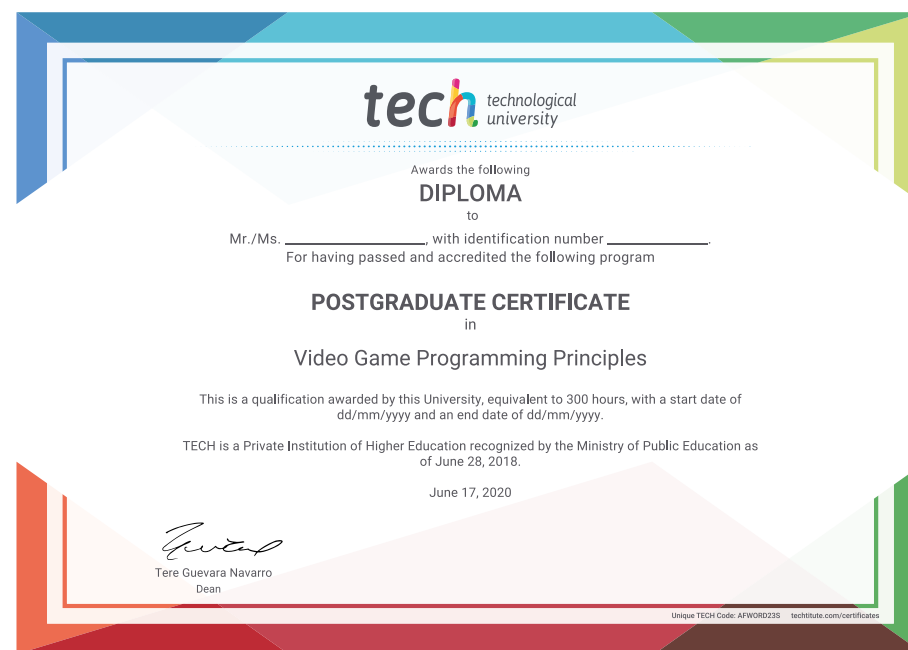 tech technological
university
Awards the following
DIPLOMA
to
Mr./Ms. ____________, with identification number ____________.
For having passed and accredited the following program
POSTGRADUATE CERTIFICATE
in
Video Game Programming Principles
This is a qualification awarded by this University, equivalent to 300 hours, with a start date of
dd/mm/yyyy and an end date of dd/mm/yyyy.
TECH is a Private Institution of Higher Education recognized by the Ministry of Public Education as
of June 28, 2018.
June 17, 2020
Tere Guevara Navarro
Dean
Unique TECH Code: AFWORD23S techtitute.com/certificates